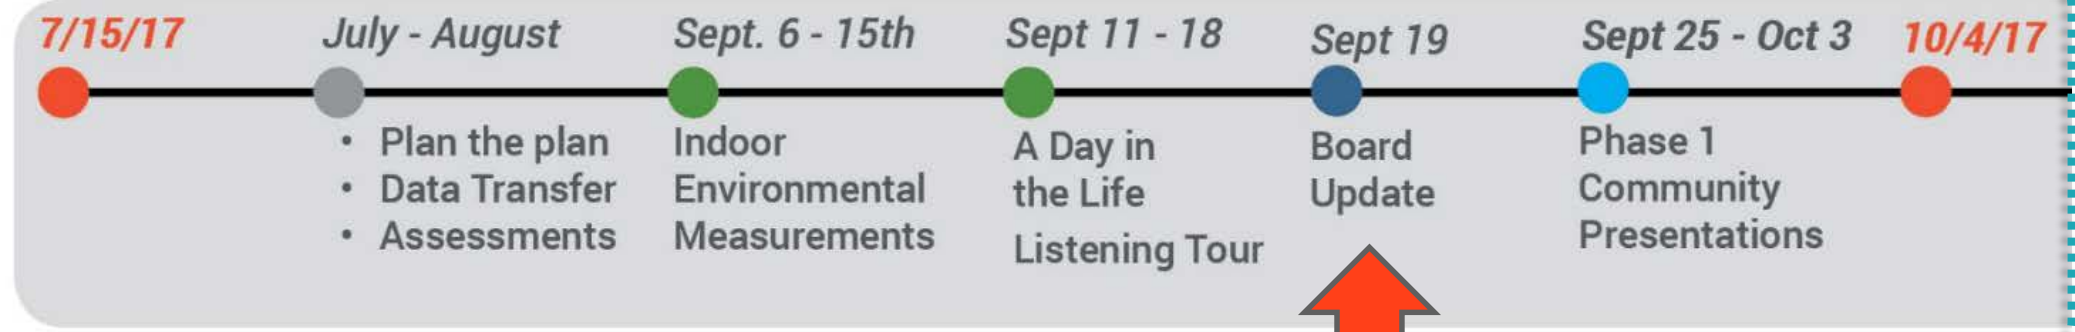 7/15/17
July - August
• Plan the plan
• Data Transfer
• Assessments
Sept. 6 - 15th
Indoor
Environmental
Measurements
Sept 11 - 18
A Day in
the Life
Listening Tour
Sept 19
Board
Update
Sept 25 - Oct 3
Phase 1
Community
Presentations
10/4/17